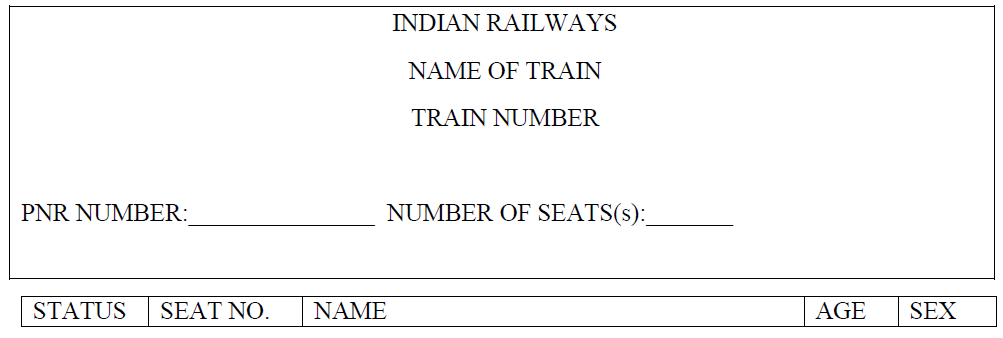 INDIAN RAILWAYS
NAME OF TRAIN
TRAIN NUMBER
PNR NUMBER:_______________ NUMBER OF SEATS(s):_______
STATUS SEAT NO. NAME AGE SEX